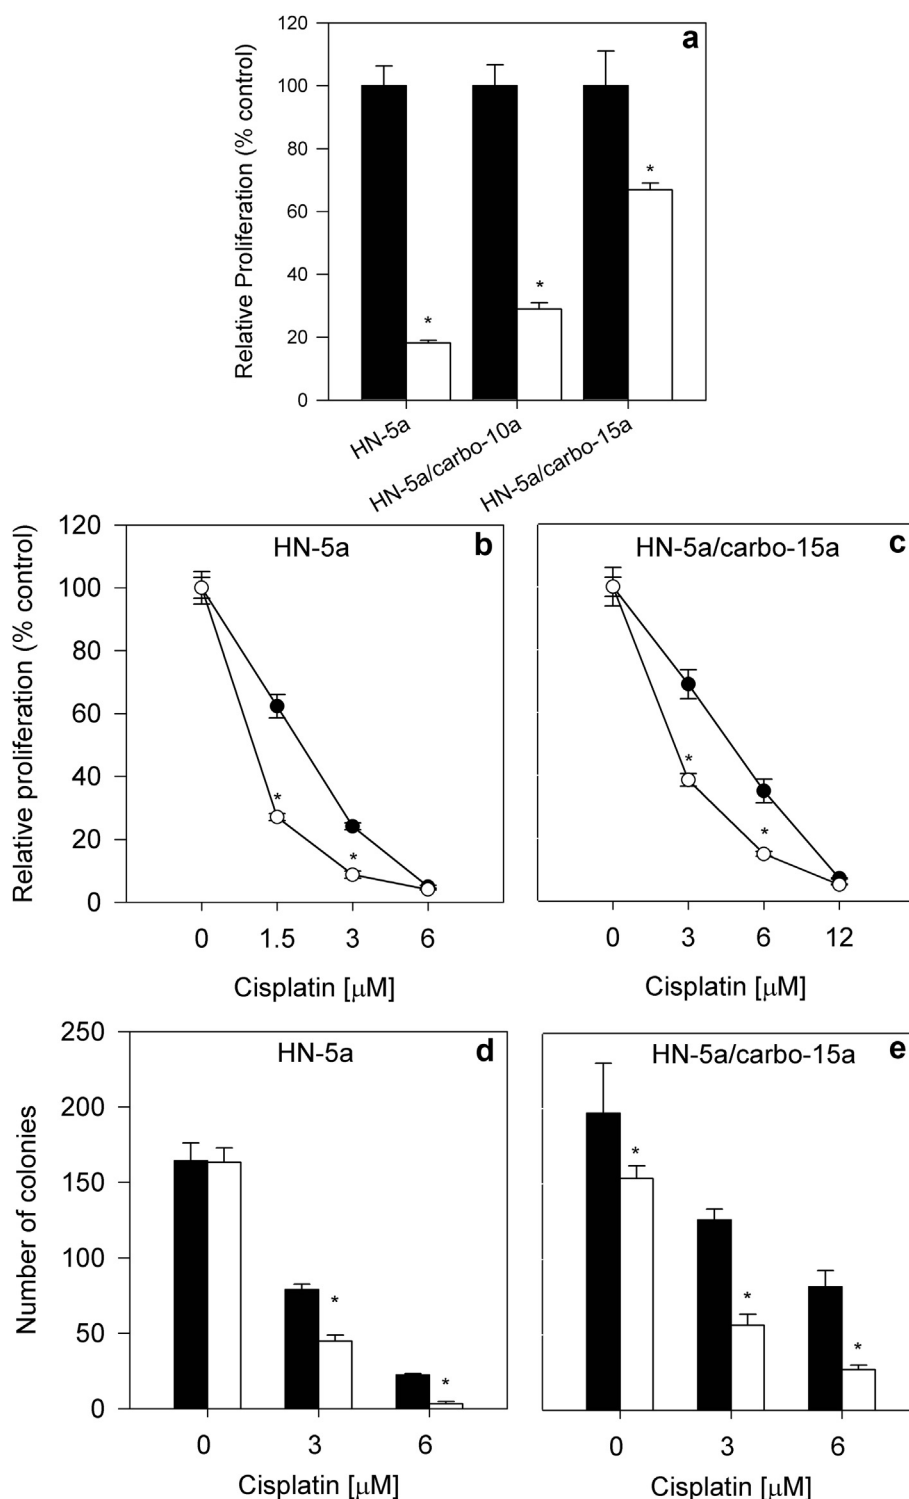 a
Relative Proliferation (% control)
120
100
80
60
40
20
0
*
*
*
HN-5a
HN-5a/carbo-10a
HN-5a/carbo-15a
b
HN-5a
Relative proliferation (% control)
120
100
80
60
40
20
0
*
*
0 1.5 3 6
Cisplatin [μM]
c
HN-5a/carbo-15a
*
*
0 3 6 12
Cisplatin [μM]
d
HN-5a
Number of colonies
250
200
150
100
50
0
*
*
0 3 6
Cisplatin [μM]
e
HN-5a/carbo-15a
*
*
*
0 3 6
Cisplatin [μM]